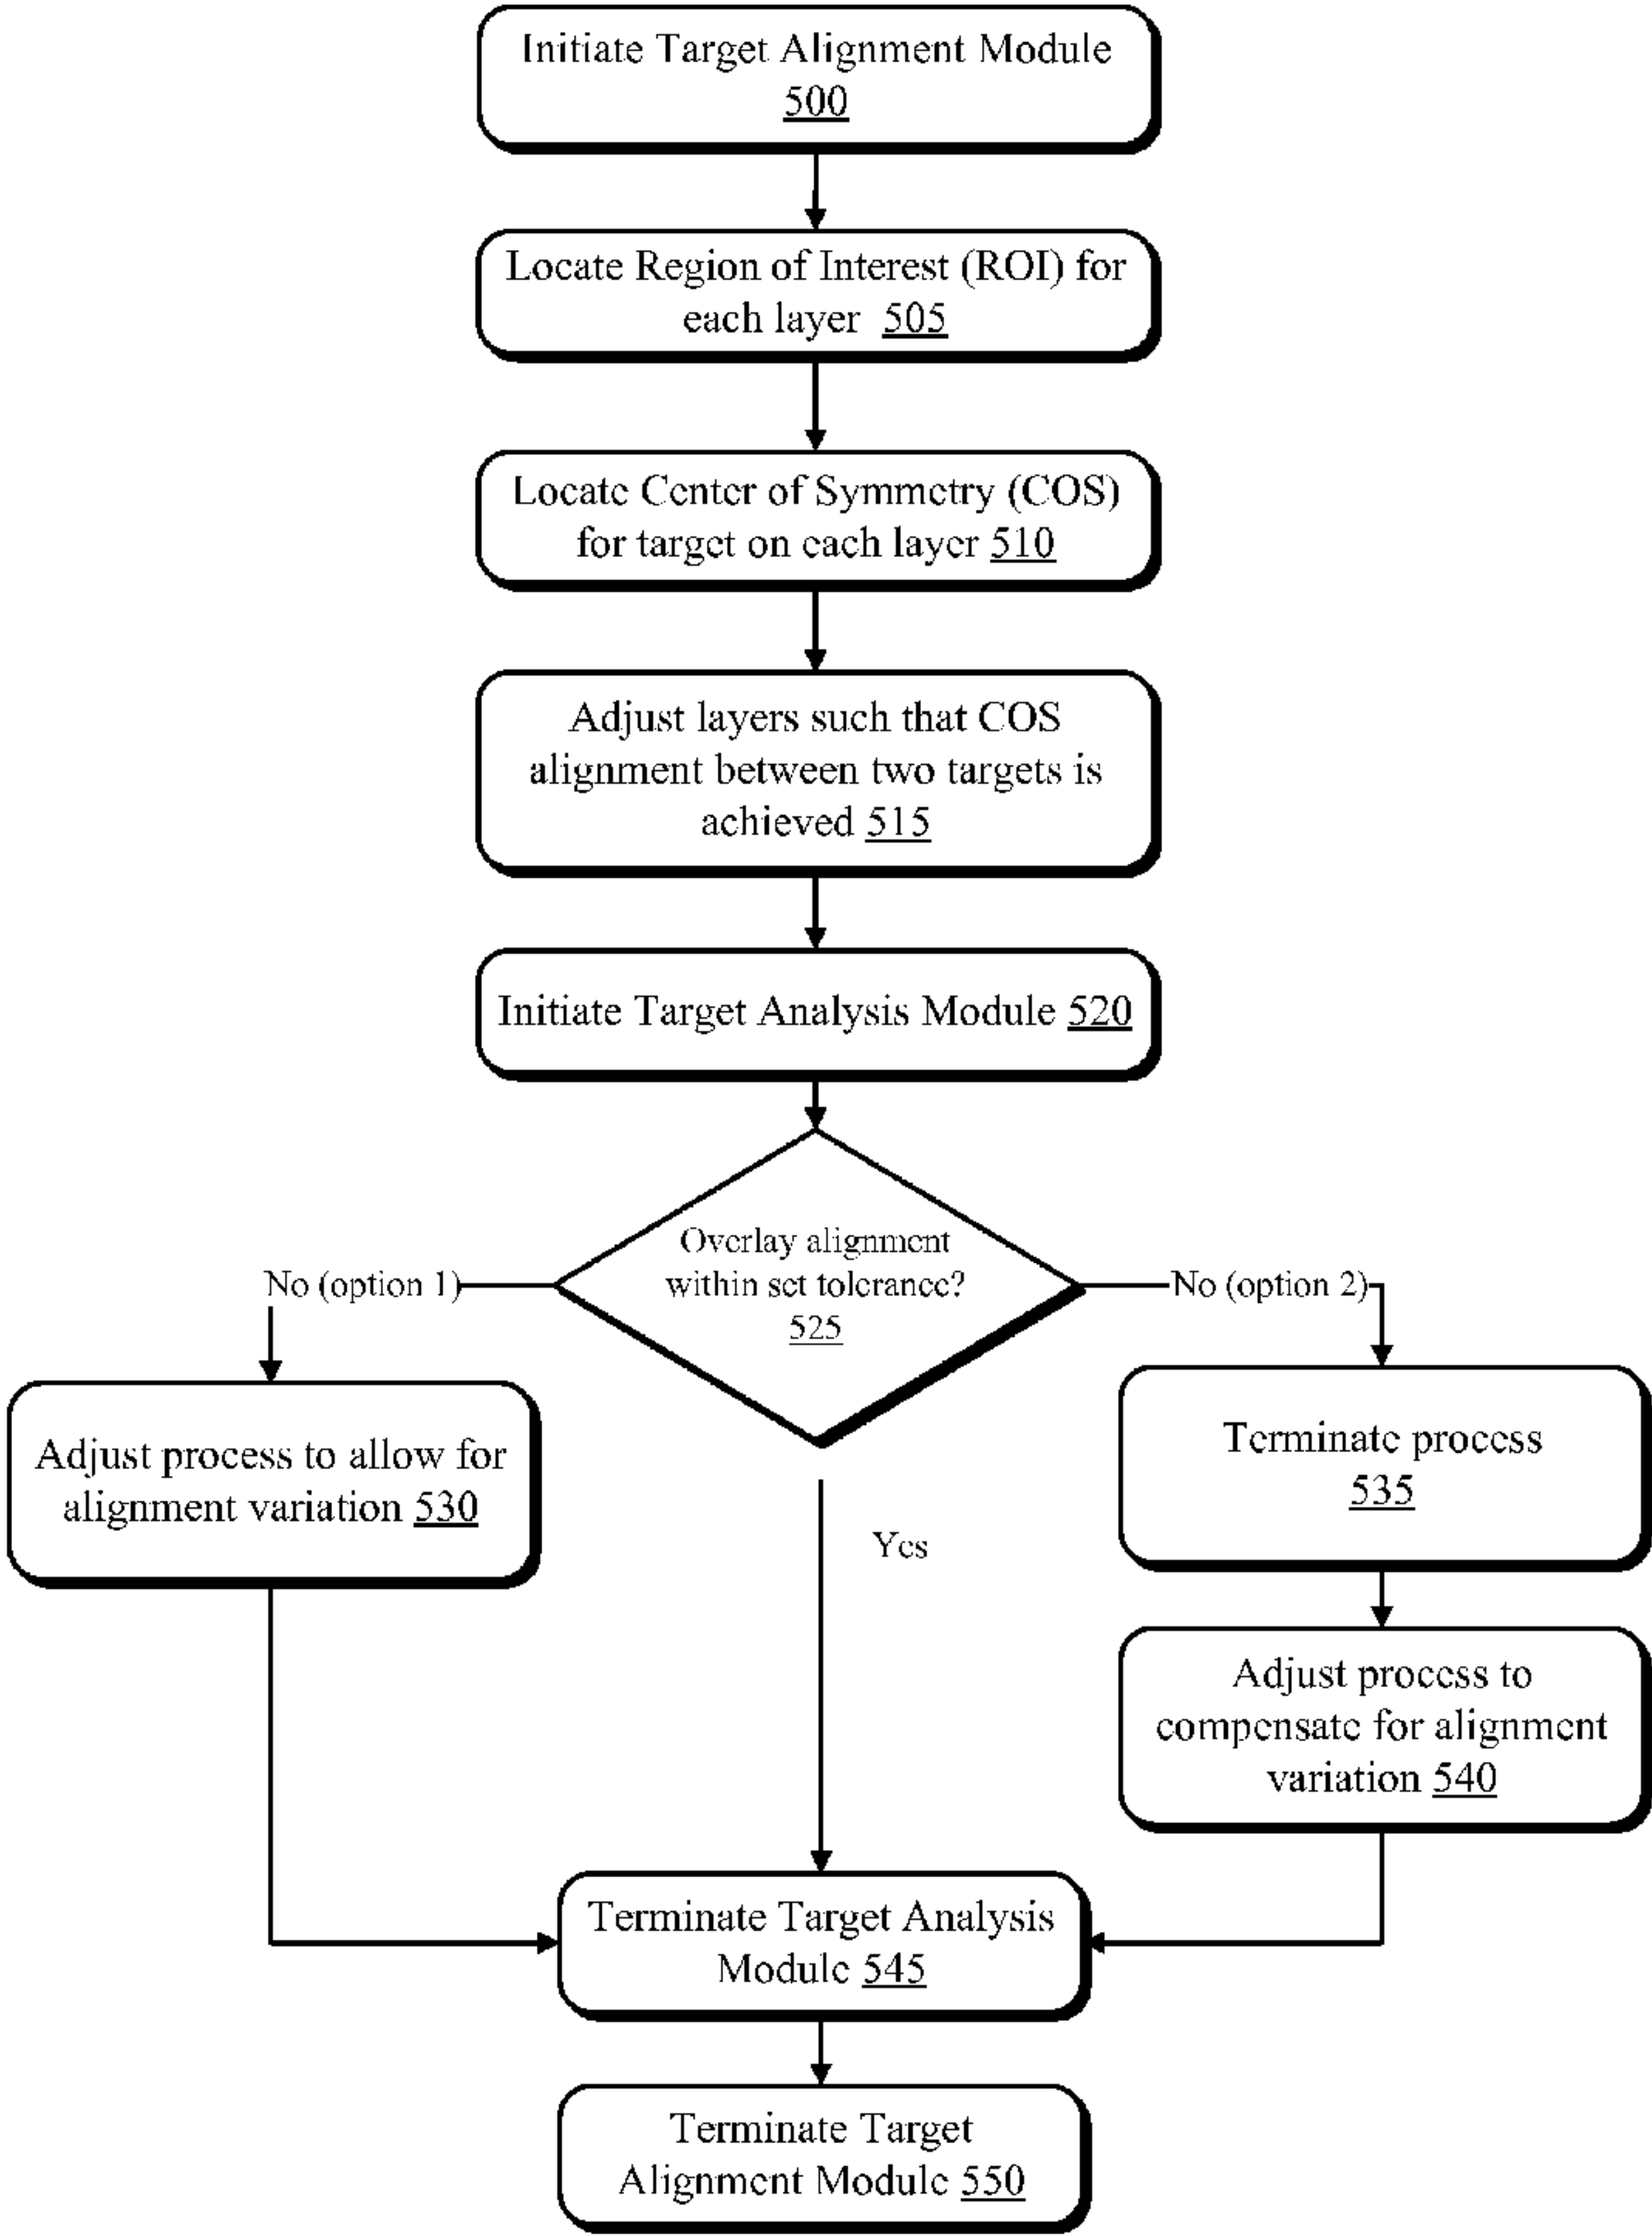 Initiate Target Alignment Module
500
Locate Region of Interest (ROI) for
each layer 505
Locate Center of Symmetry (COS)
for target on each layer 510
Adjust layers such that COS
alignment between two targets is
achieved 515
Initiate Target Analysis Module 520
Overlay alignment
within set tolerance?
525
No (option 1)
No (option 2)
Adjust process to allow for
alignment variation 530
Yes
Terminate process
535
Adjust process to
compensate for alignment
variation 540
Terminate Target Analysis
Module 545
Terminate Target
Alignment Module 550